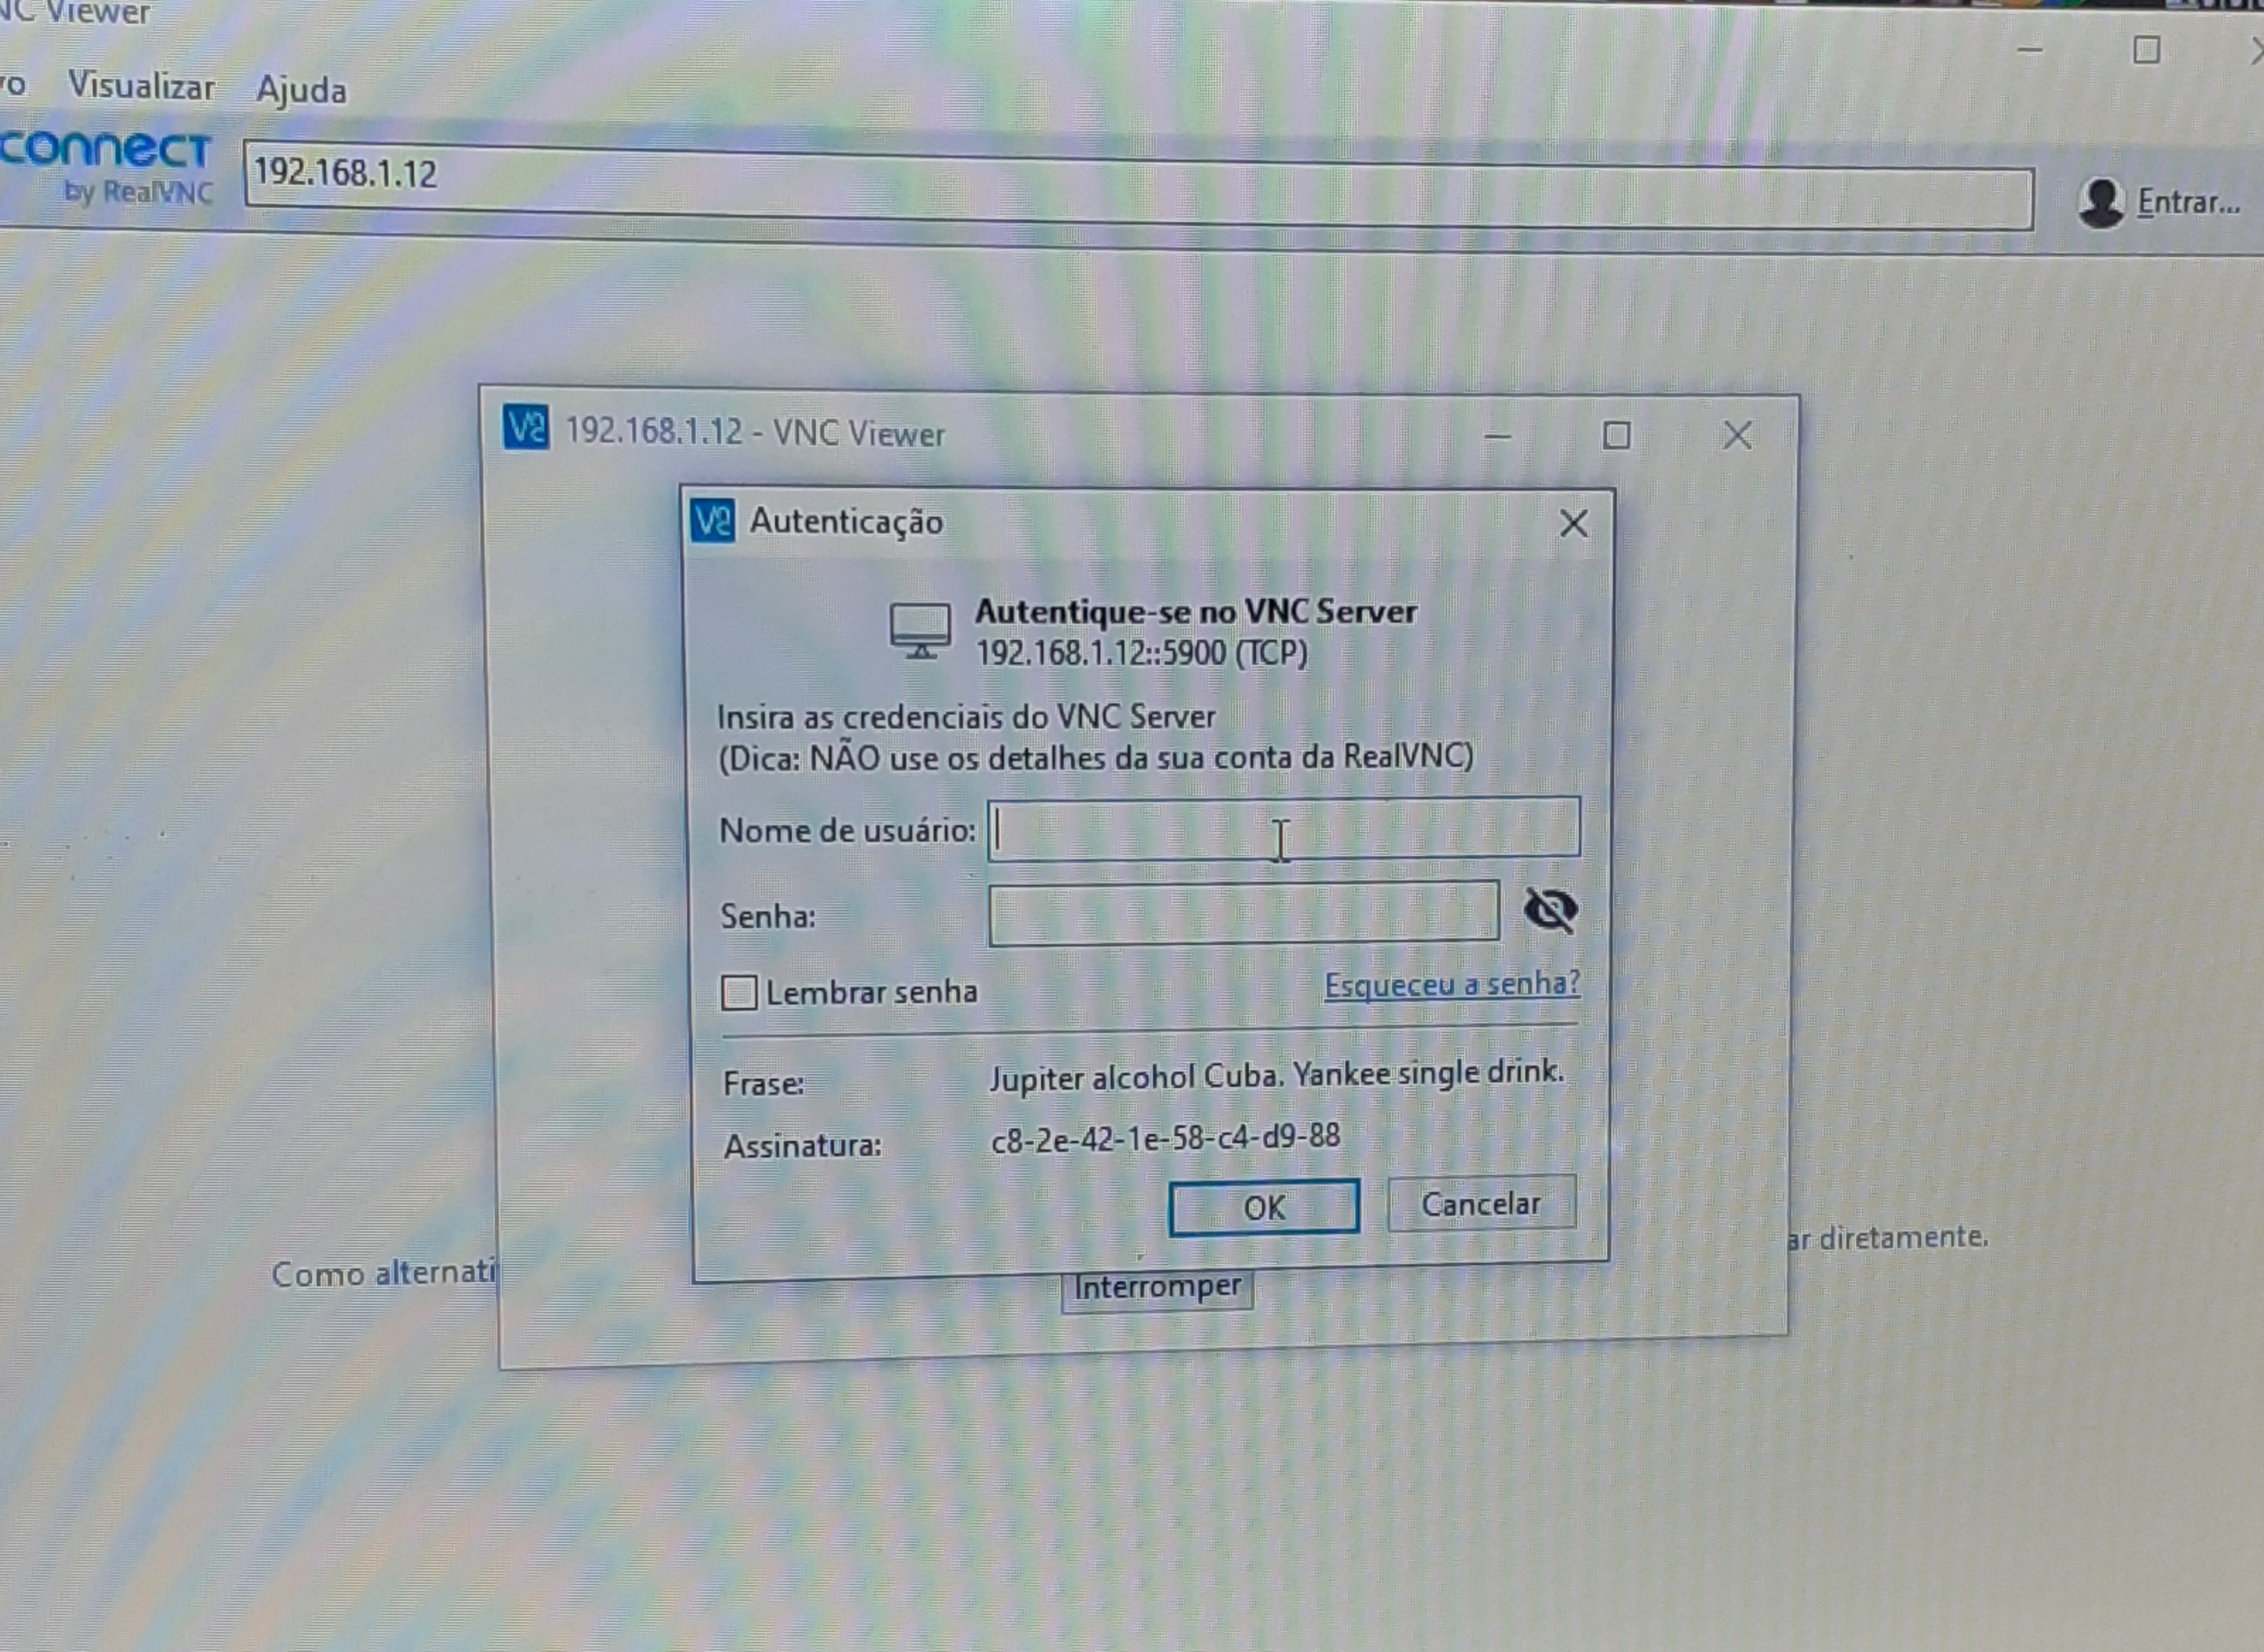 NC Viewer
ro Visualizar Ajuda
connect
by RealVNC
192.168.1.12
Entrar...
192.168.1.12 - VNC Viewer
Autenticação
Autentique-se no VNC Server
192.168.1.12::5900 (TCP)
Insira as credenciais do VNC Server
(Dica: NÃO use os detalhes da sua conta da RealVNC)
Nome de usuário:
Senha:
Lembrar senha
Esqueceu a senha?
Frase: Jupiter alcohol Cuba. Yankee single drink.
Assinatura: c8-2e-42-1e-58-c4-d9-88
OK Cancelar
Como alternati ar diretamente.
Interromper